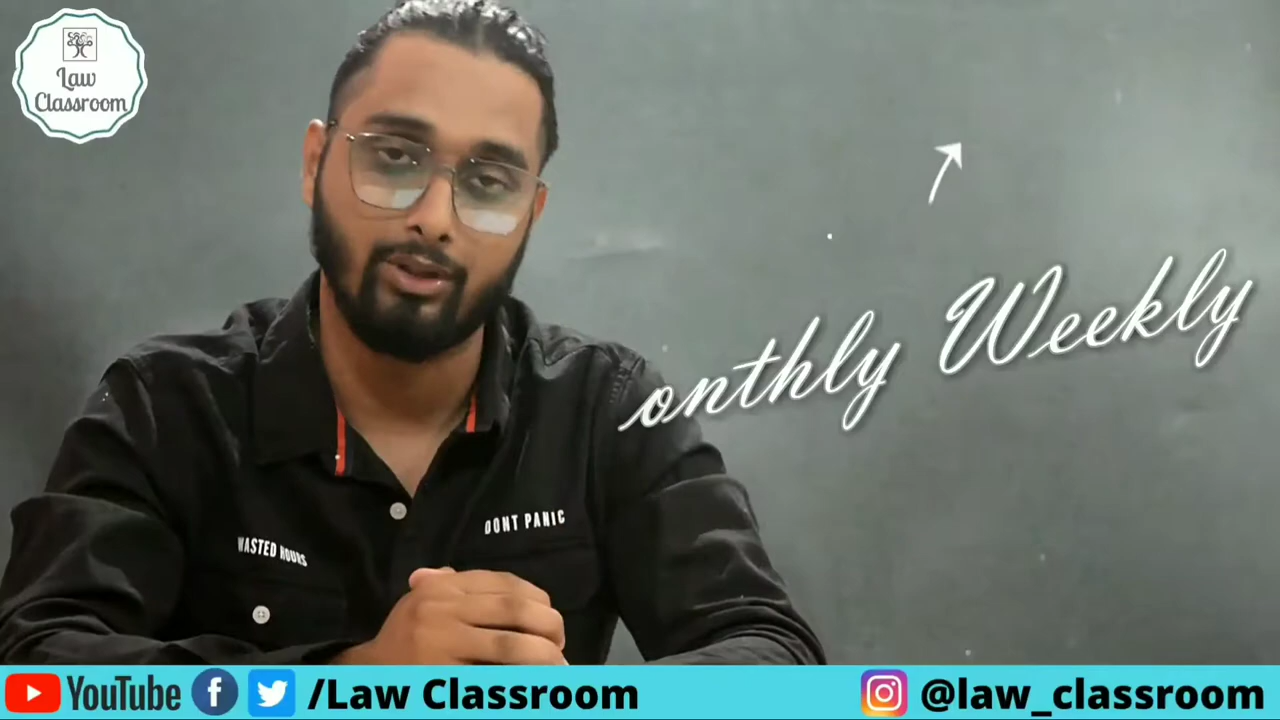 Law
Classroom
onthly Weekly
WASTED HOURS
DONT PANIC
YouTube /Law Classroom @law_classroom